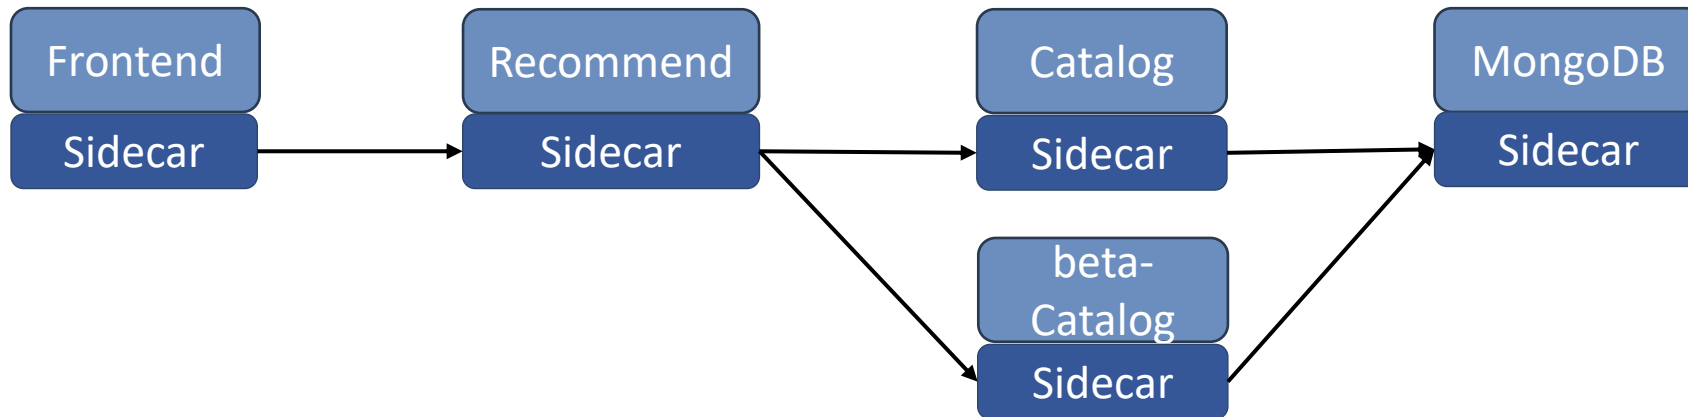 Frontend
Sidecar
Recommend
Sidecar
Catalog
Sidecar
MongoDB
Sidecar
beta-
Catalog
Sidecar